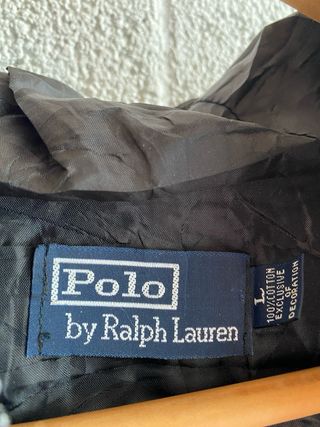 Polo
by Ralph Lauren
L
100% COTTON
EXCLUSIVE
OF
DECORATION